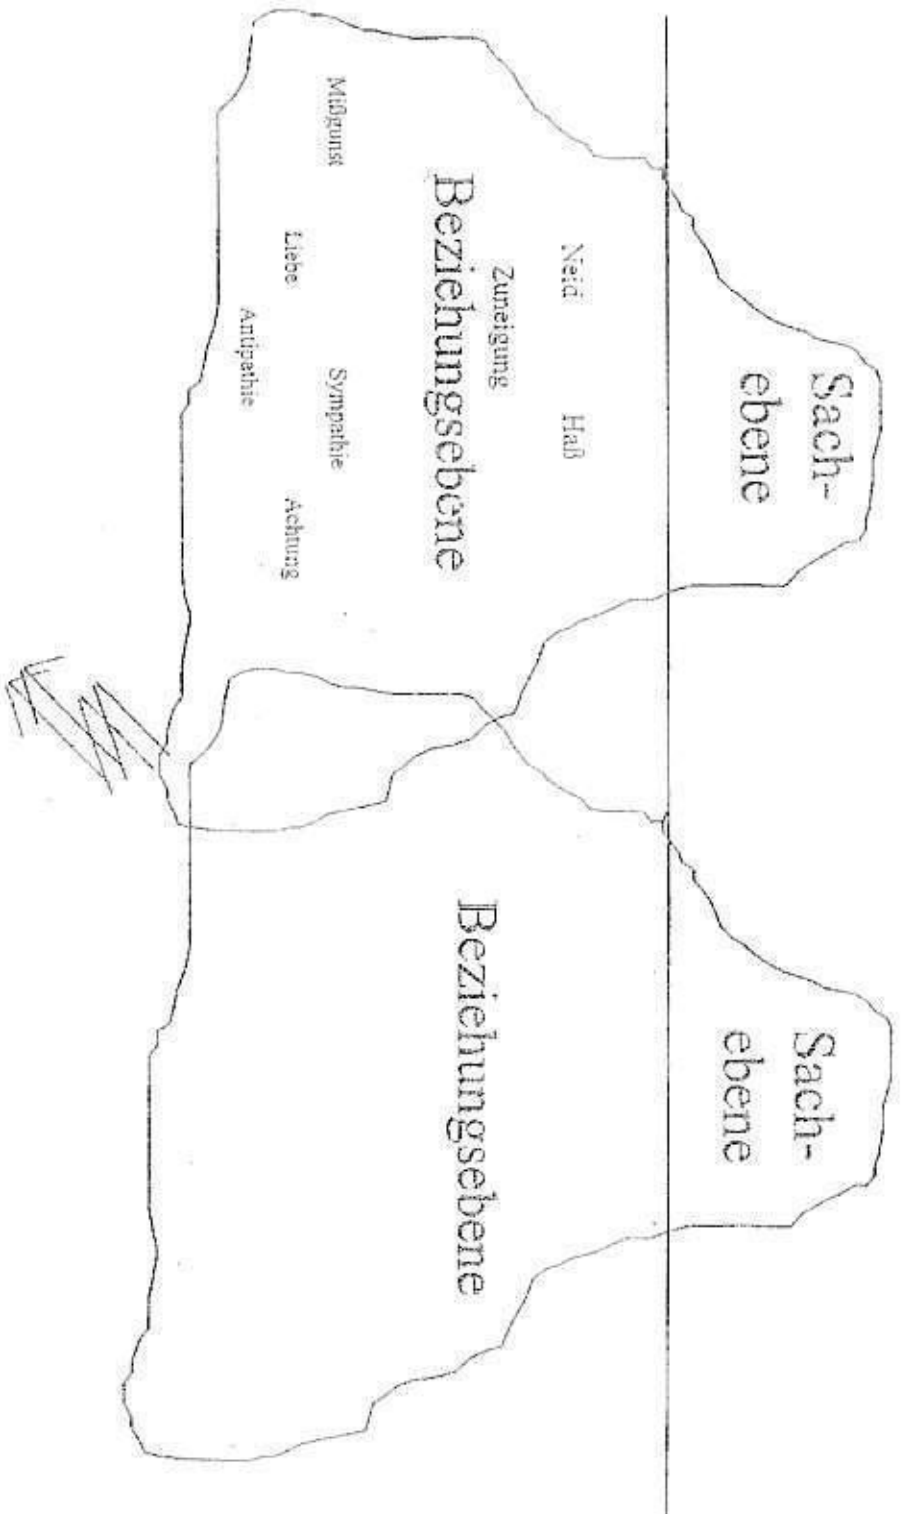 Sach-
ebene
Sach-
ebene
Neid
Haß
Zuneigung
Beziehungsebene
Beziehungsebene
Mißgunst
Sympathie
Liebe
Achtung
Antipathie